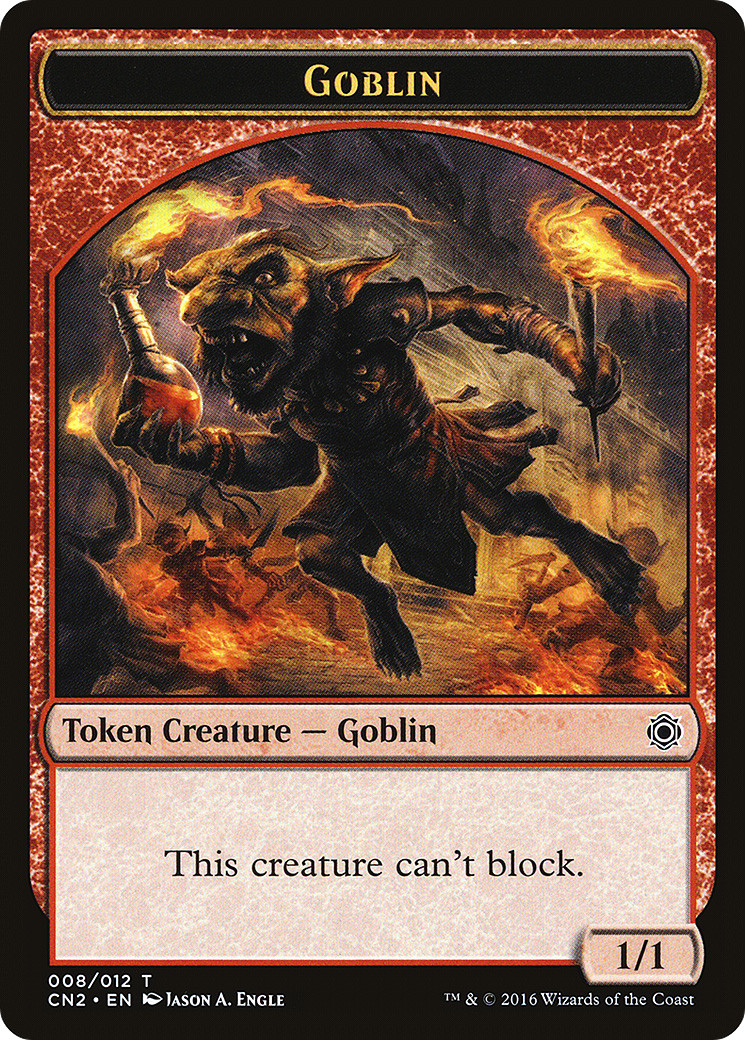 Goblin
Token Creature — Goblin
This creature can't block.
1/1
008/012 T
CN2 • EN Jason A. Engle
™ & © 2016 Wizards of the Coast